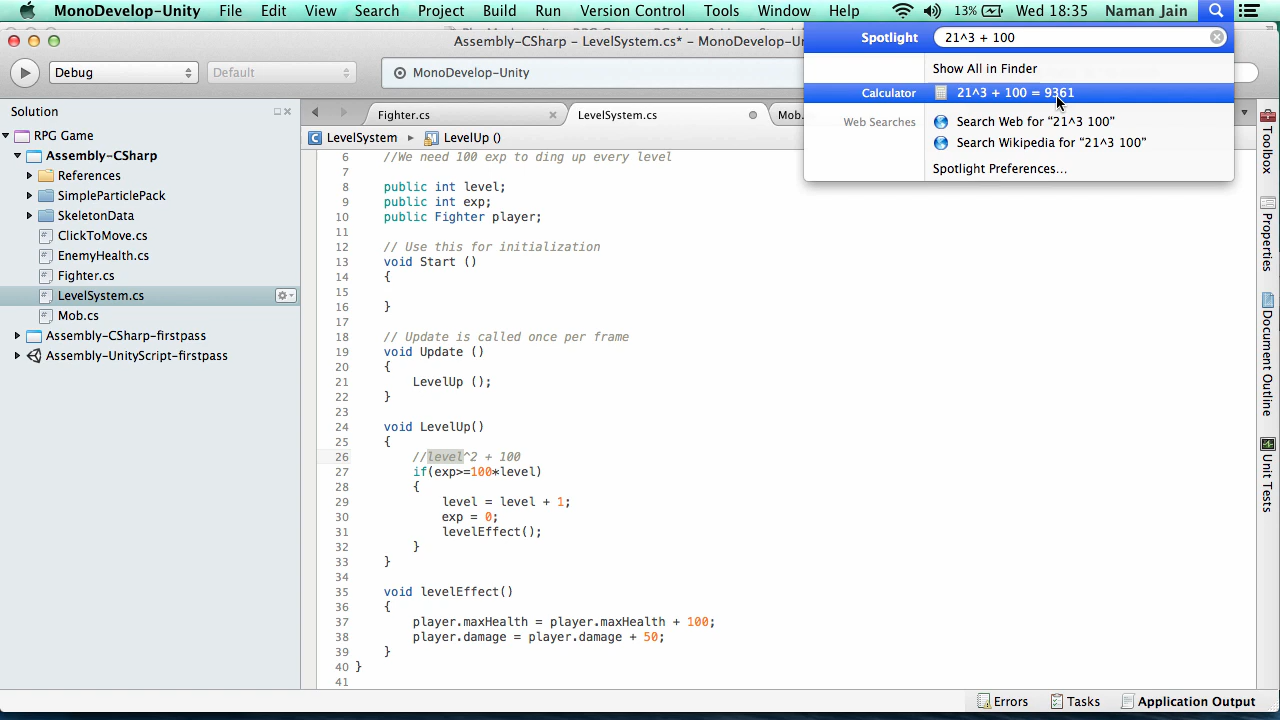 MonoDevelop-Unity File Edit View Search Project Build Run Version Control Tools Window Help 13% Wed 18:35 Naman Jain
Assembly-CSharp – LevelSystem.cs* – MonoDevelop-Un
Spotlight 21^3 + 100
Show All in Finder
Calculator 21^3 + 100 = 9361
Web Searches Search Web for “21^3 100”
Search Wikipedia for “21^3 100”
Spotlight Preferences…
Debug Default MonoDevelop-Unity
Solution
RPG Game
Assembly-CSharp
References
SimpleParticlePack
SkeletonData
ClickToMove.cs
EnemyHealth.cs
Fighter.cs
LevelSystem.cs
Mob.cs
Assembly-CSharp-firstpass
Assembly-UnityScript-firstpass
Fighter.cs LevelSystem.cs Mob.
LevelSystem LevelUp ()
6 //We need 100 exp to ding up every level
7
8 public int level;
9 public int exp;
10 public Fighter player;
11
12 // Use this for initialization
13 void Start ()
14 {
15
16 }
17
18 // Update is called once per frame
19 void Update ()
20 {
21 LevelUp ();
22 }
23
24 void LevelUp()
25 {
26 //level^2 + 100
27 if(exp>=100*level)
28 {
29 level = level + 1;
30 exp = 0;
31 levelEffect();
32 }
33 }
34
35 void levelEffect()
36 {
37 player.maxHealth = player.maxHealth + 100;
38 player.damage = player.damage + 50;
39 }
40 }
41
Toolbox
Properties
Document Outline
Unit Tests
Errors Tasks Application Output